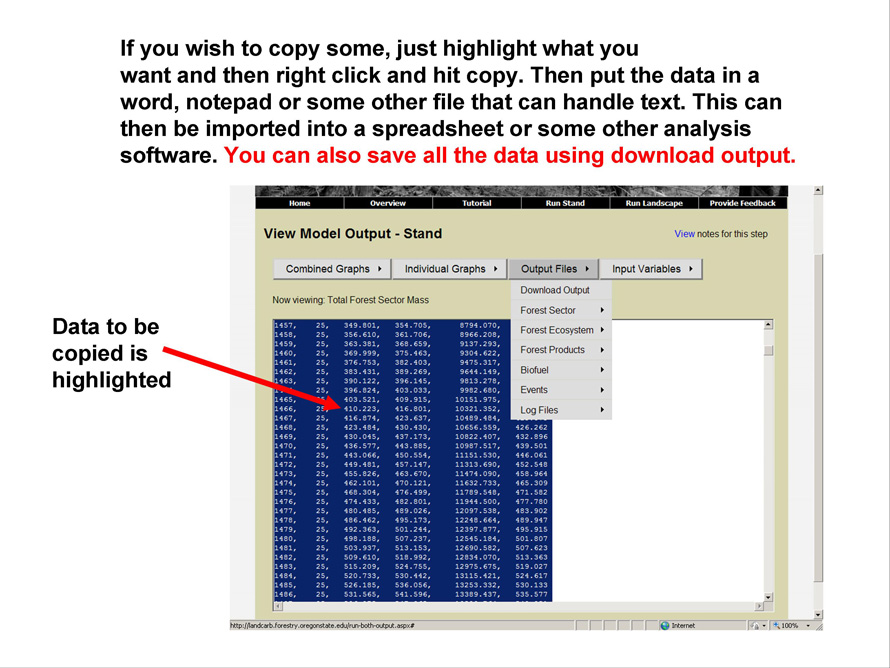 If you wish to copy some, just highlight what you
want and then right click and hit copy. Then put the data in a
word, notepad or some other file that can handle text. This can
then be imported into a spreadsheet or some other analysis
software. You can also save all the data using download output.
Home Overview Tutorial Run Stand Run Landscape Provide Feedback
View Model Output - Stand
View notes for this step
Combined Graphs Individual Graphs Output Files Input Variables
Download Output
Forest Sector
Forest Ecosystem
Forest Products
Biofuel
Events
Log Files
Now viewing: Total Forest Sector Mass
Data to be
copied is
highlighted
1457, 25, 349.801, 354.705, 8794.070,
1458, 25, 356.610, 361.706, 8966.208,
1459, 25, 363.381, 368.659, 9137.293,
1460, 25, 369.999, 375.463, 9304.622,
1461, 25, 376.753, 382.403, 9475.317,
1462, 25, 383.431, 389.269, 9644.149,
1463, 25, 390.122, 396.145, 9813.278,
25, 396.824, 403.033, 9982.680,
1465, 403.521, 409.915, 10151.975,
1466, 410.223, 416.801, 10321.352,
1467, 25, 416.874, 423.637, 10489.484,
1468, 25, 423.484, 430.430, 10656.559, 426.262
1469, 25, 430.045, 437.173, 10822.407, 432.896
1470, 25, 436.577, 443.885, 10987.517, 439.501
1471, 25, 443.066, 450.554, 11151.530, 446.061
1472, 25, 449.481, 457.147, 11313.690, 452.548
1473, 25, 455.826, 463.670, 11474.090, 458.964
1474, 25, 462.101, 470.121, 11632.733, 465.309
1475, 25, 468.304, 476.499, 11789.548, 471.582
1476, 25, 474.433, 482.801, 11944.500, 477.780
1477, 25, 480.485, 489.026, 12097.538, 483.902
1478, 25, 486.462, 495.173, 12248.664, 489.947
1479, 25, 492.363, 501.244, 12397.877, 495.915
1480, 25, 498.188, 507.237, 12545.184, 501.807
1481, 25, 503.937, 513.153, 12690.582, 507.623
1482, 25, 509.610, 518.992, 12834.070, 513.363
1483, 25, 515.209, 524.755, 12975.675, 519.027
1484, 25, 520.733, 530.442, 13115.421, 524.617
1485, 25, 526.185, 536.056, 13253.332, 530.133
1486, 25, 531.565, 541.596, 13389.437, 535.577
http://landcarb.forestry.oregonstate.edu/run-both-output.aspx# Internet 100%